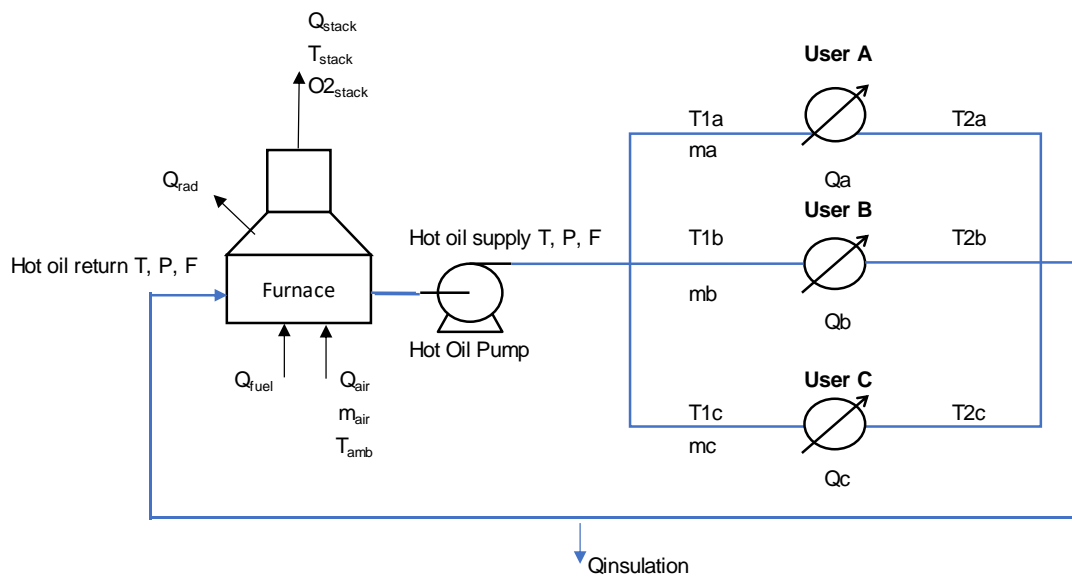 Qstack
Tstack
O2stack
Qrad
Hot oil return T, P, F
Furnace
Qfuel
Qair
mair
Tamb
Hot oil supply T, P, F
Hot Oil Pump
User A
T1a
ma
T2a
Qa
User B
T1b
mb
T2b
Qb
User C
T1c
mc
T2c
Qc
Qinsulation